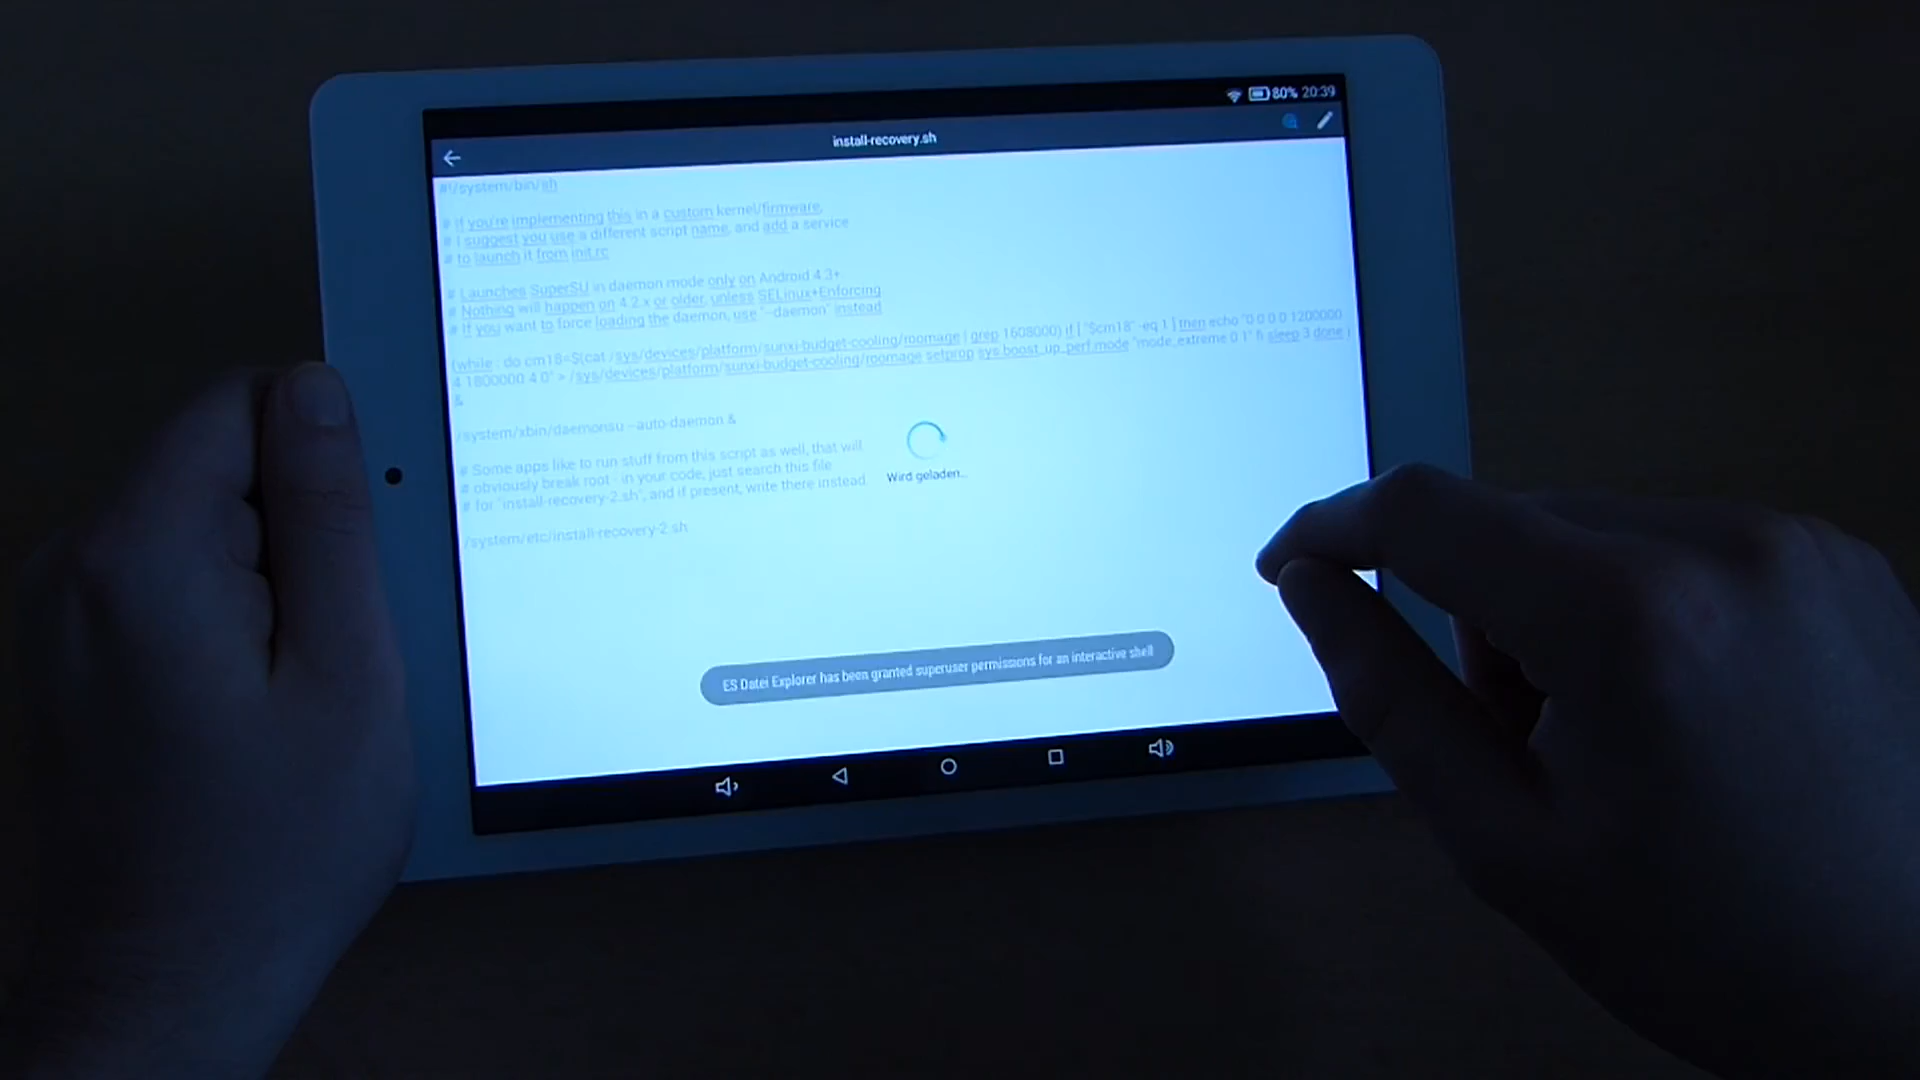 80% 20:39
install-recovery.sh
#!/system/bin/sh
# If you're implementing this in a custom kernel/firmware,
# I suggest you use a different script name, and add a service
# to launch it from init.rc
# Launches SuperSU in daemon mode only on Android 4.3+.
# Nothing will happen on 4.2.x or older, unless SELinux+Enforcing
# If you want to force loading the daemon, use "--daemon" instead
(while : do cm18=$(cat /sys/devices/platform/sunxi-budget-cooling/roomage | grep 1608000) if [ "$cm18" -eq 1 ] then echo "0 0 0 0 1200000
4 1800000 4 0" > /sys/devices/platform/sunxi-budget-cooling/roomage setprop sys.boost_up_perf.mode "mode_extreme 0 1" fi sleep 3 done )
&
/system/xbin/daemonsu --auto-daemon &
# Some apps like to run stuff from this script as well, that will
# obviously break root - in your code, just search this file
# for "install-recovery-2.sh", and if present, write there instead
/system/etc/install-recovery-2.sh
Wird geladen...
ES Datei Explorer has been granted superuser permissions for an interactive shell